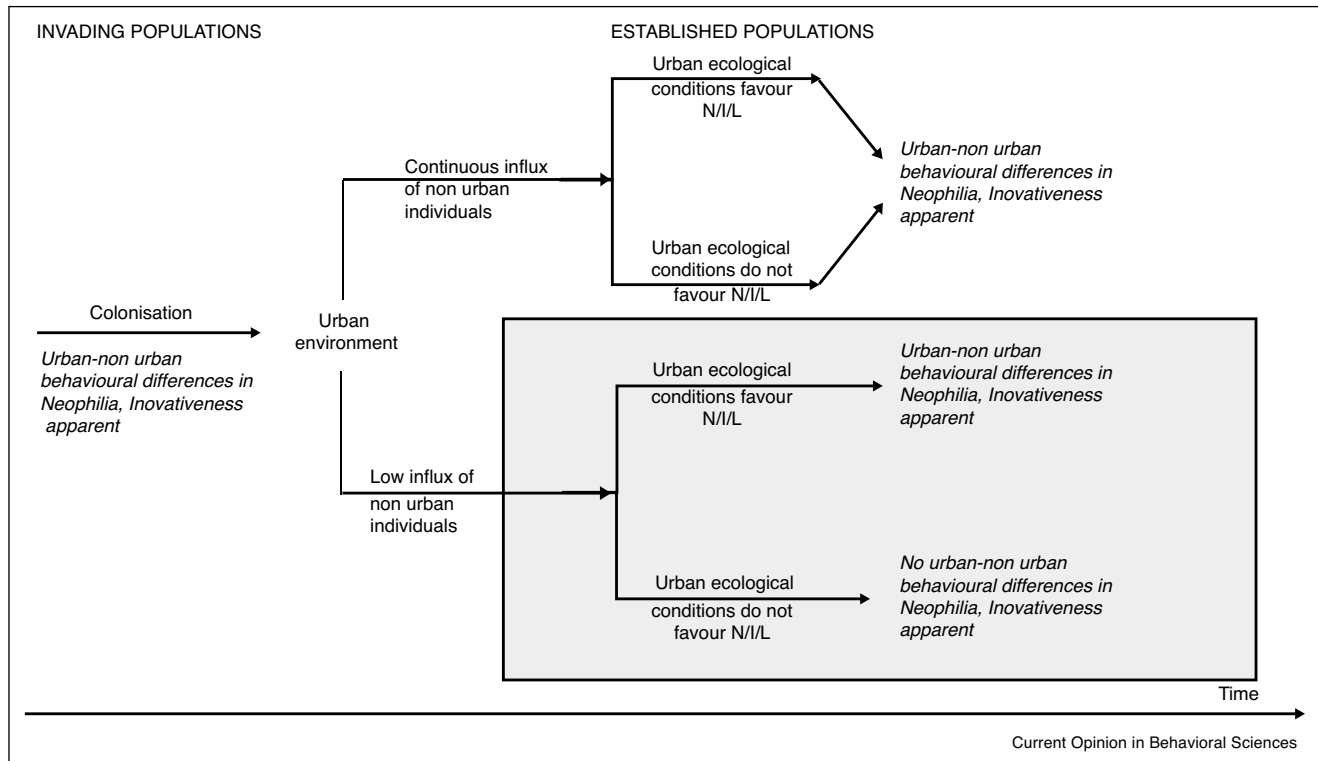 INVADING POPULATIONS
ESTABLISHED POPULATIONS
Urban ecological
conditions favour
N/I/L
Continuous influx
of non urban
individuals
Urban-non urban
behavioural differences in
Neophilia, Inovativeness
apparent
Urban ecological
conditions do not
favour N/I/L
Colonisation
Urban-non urban
behavioural differences in
Neophilia, Inovativeness
apparent
Urban
environment
Urban ecological
conditions favour
N/I/L
Urban-non urban
behavioural differences in
Neophilia, Inovativeness
apparent
Low influx of
non urban
individuals
Urban ecological
conditions do not
favour N/I/L
No urban-non urban
behavioural differences in
Neophilia, Inovativeness
apparent
Time
Current Opinion in Behavioral Sciences